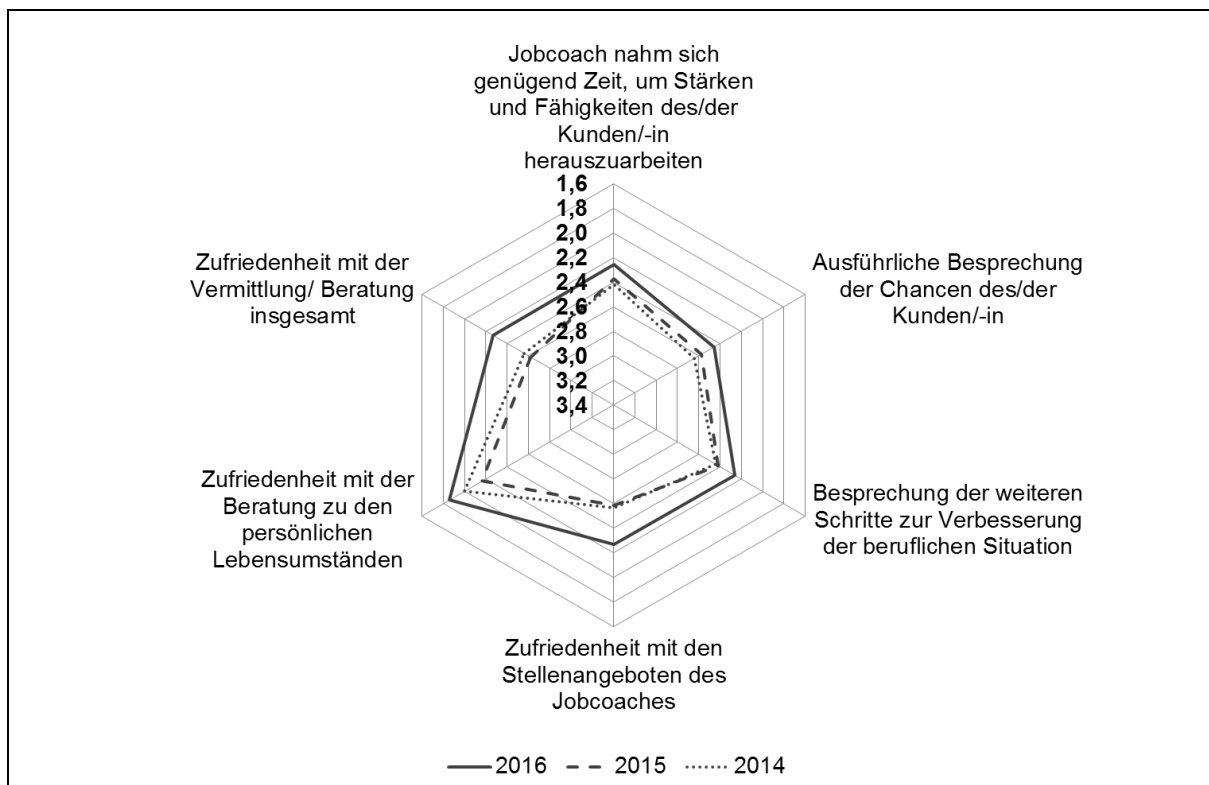 Jobcoach nahm sich
genügend Zeit, um Stärken
und Fähigkeiten des/der
Kunden/-in
herauszuarbeiten
1,6
1,8
2,0
2,2
2,4
2,6
2,8
3,0
3,2
3,4
Ausführliche Besprechung
der Chancen des/der
Kunden/-in
Besprechung der weiteren
Schritte zur Verbesserung
der beruflichen Situation
Zufriedenheit mit den
Stellenangeboten des
Jobcoaches
Zufriedenheit mit der
Beratung zu den
persönlichen
Lebensumständen
Zufriedenheit mit der
Vermittlung/ Beratung
insgesamt
2016 2015 2014